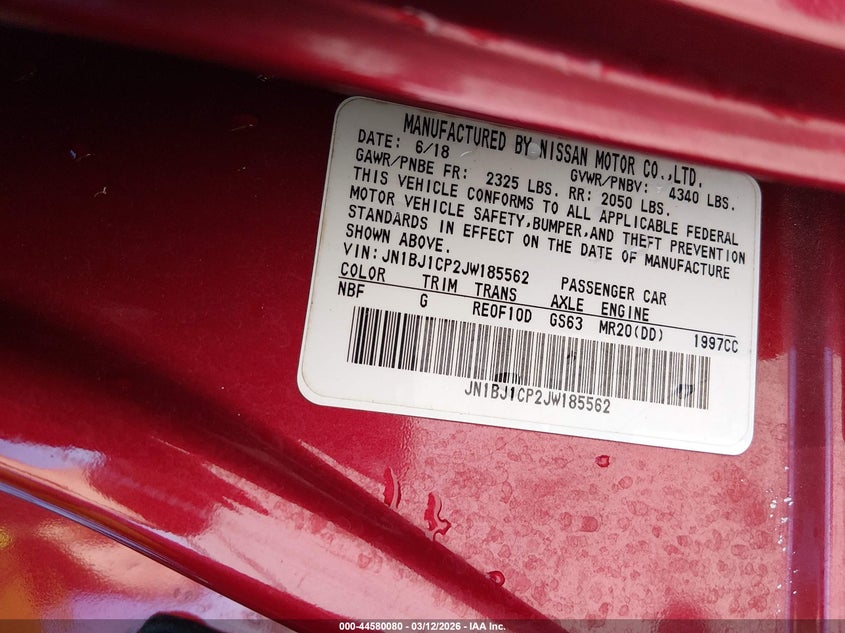 MANUFACTURED BY NISSAN MOTOR CO.,LTD.
DATE: 6/18 GVWR/PNBV: 4340 LBS.
GAWR/PNBE FR: 2325 LBS. RR: 2050 LBS.
THIS VEHICLE CONFORMS TO ALL APPLICABLE FEDERAL
MOTOR VEHICLE SAFETY,BUMPER,AND THEFT PREVENTION
STANDARDS IN EFFECT ON THE DATE OF MANUFACTURE
SHOWN ABOVE.
VIN:JN1BJ1CP2JW185562 PASSENGER CAR
COLOR TRIM TRANS AXLE ENGINE
NBF G RE0F10D GS63 MR20(DD) 1997CC
JN1BJ1CP2JW185562
000-44580080 - 03/12/2026 - IAA Inc.